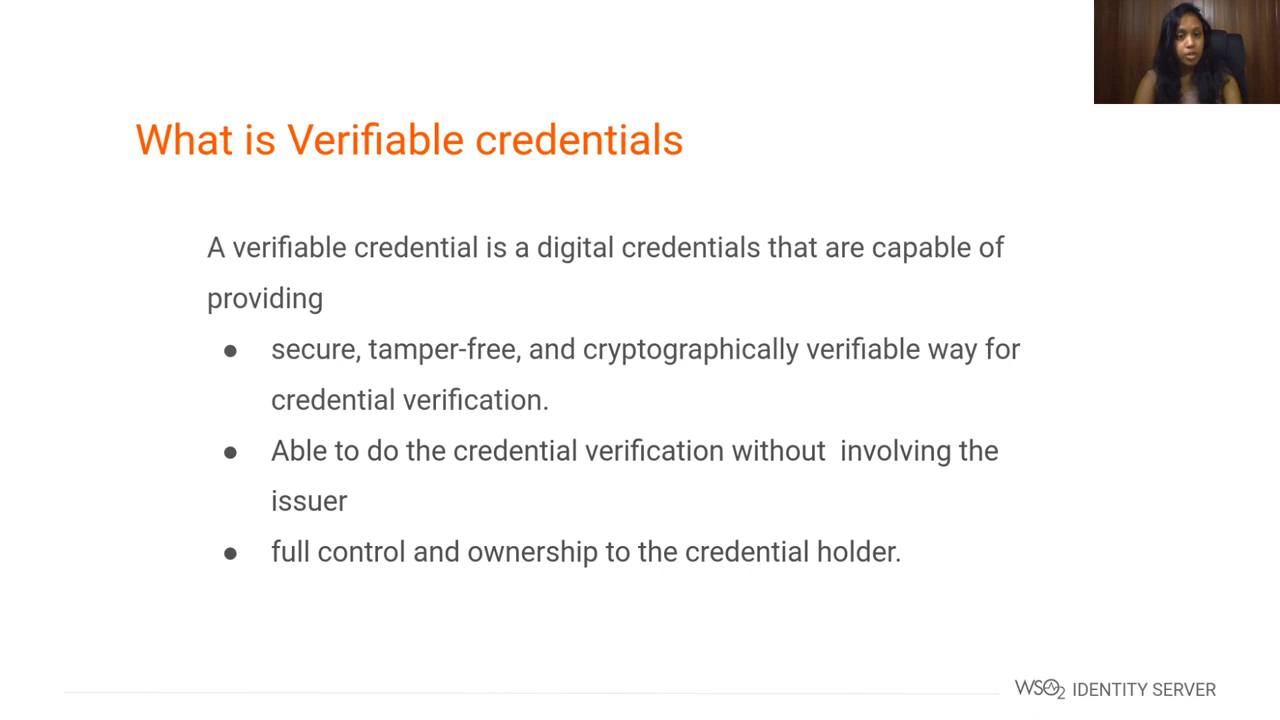 What is Verifiable credentials
A verifiable credential is a digital credentials that are capable of
providing
● secure, tamper-free, and cryptographically verifiable way for
credential verification.
● Able to do the credential verification without  involving the
issuer
● full control and ownership to the credential holder.
WSO2 IDENTITY SERVER